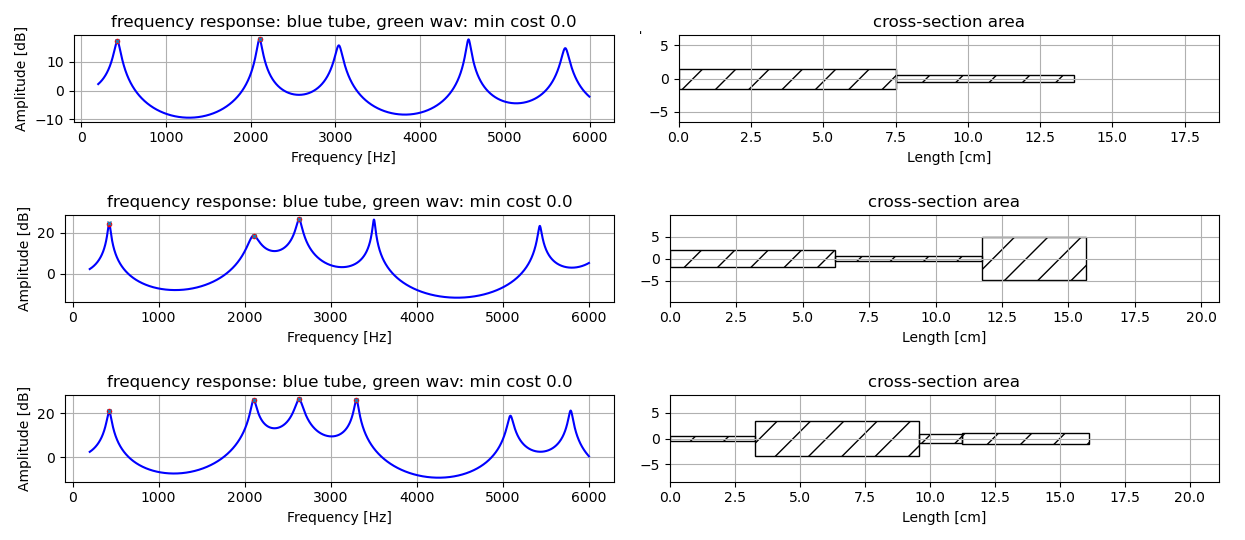 frequency response: blue tube, green wav: min cost 0.0
cross-section area
Amplitude [dB]
10
0
−10
0 1000 2000 3000 4000 5000 6000
Frequency [Hz]
5
0
−5
0.0 2.5 5.0 7.5 10.0 12.5 15.0 17.5
Length [cm]
frequency response: blue tube, green wav: min cost 0.0
cross-section area
Amplitude [dB]
20
0
0 1000 2000 3000 4000 5000 6000
Frequency [Hz]
5
0
−5
0.0 2.5 5.0 7.5 10.0 12.5 15.0 17.5 20.0
Length [cm]
frequency response: blue tube, green wav: min cost 0.0
cross-section area
Amplitude [dB]
20
0
0 1000 2000 3000 4000 5000 6000
Frequency [Hz]
5
0
−5
0.0 2.5 5.0 7.5 10.0 12.5 15.0 17.5 20.0
Length [cm]